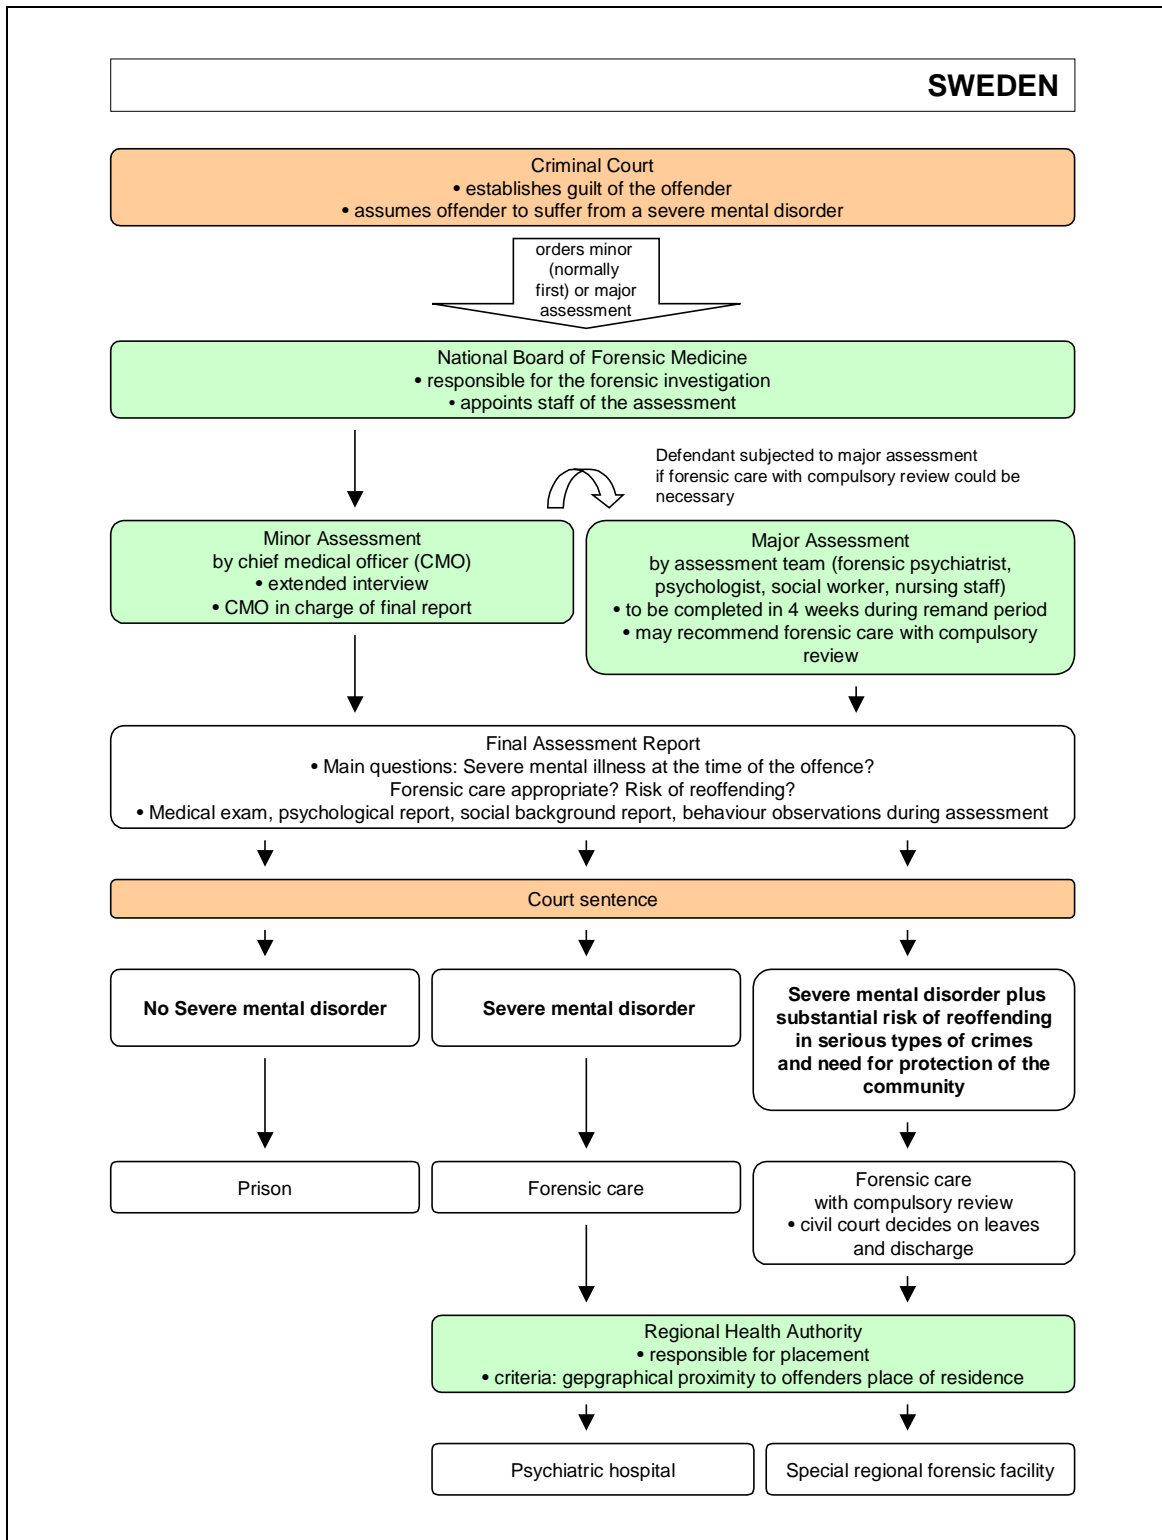 SWEDEN
Criminal Court
• establishes guilt of the offender
• assumes offender to suffer from a severe mental disorder
orders minor
(normally
first) or major
assessment
National Board of Forensic Medicine
• responsible for the forensic investigation
• appoints staff of the assessment
Defendant subjected to major assessment
if forensic care with compulsory review could be
necessary
Minor Assessment
by chief medical officer (CMO)
• extended interview
• CMO in charge of final report
Major Assessment
by assessment team (forensic psychiatrist,
psychologist, social worker, nursing staff)
• to be completed in 4 weeks during remand period
• may recommend forensic care with compulsory
review
Final Assessment Report
• Main questions: Severe mental illness at the time of the offence?
Forensic care appropriate? Risk of reoffending?
• Medical exam, psychological report, social background report, behaviour observations during assessment
Court sentence
No Severe mental disorder
Severe mental disorder
Severe mental disorder plus
substantial risk of reoffending
in serious types of crimes
and need for protection of the
community
Prison
Forensic care
Forensic care
with compulsory review
• civil court decides on leaves
and discharge
Regional Health Authority
• responsible for placement
• criteria: gepgraphical proximity to offenders place of residence
Psychiatric hospital
Special regional forensic facility